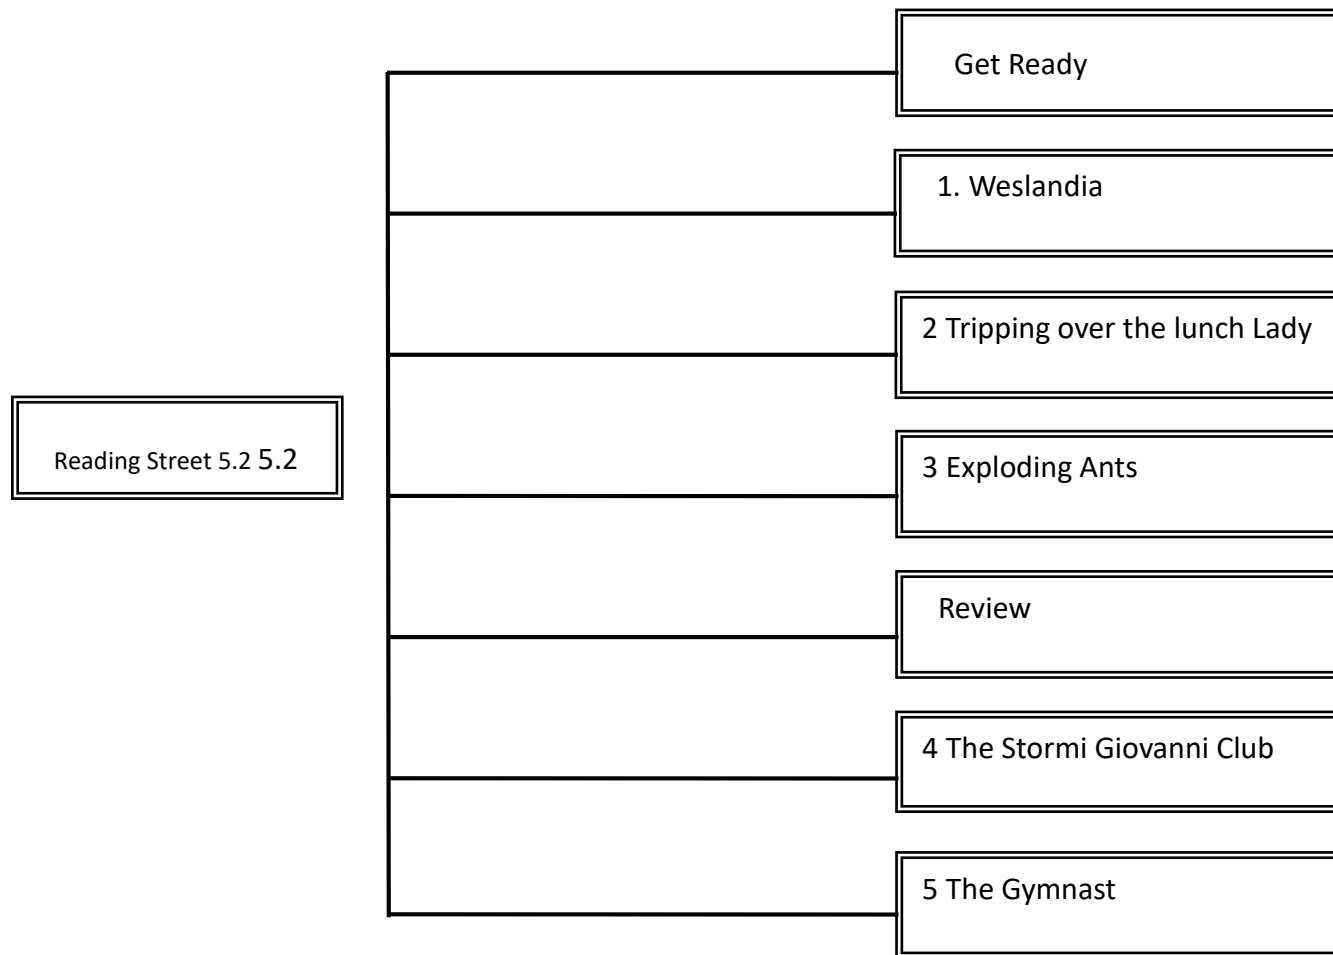 Get Ready
1. Weslandia
2 Tripping over the lunch Lady
Reading Street 5.2 5.2
3 Exploding Ants
Review
4 The Stormi Giovanni Club
5 The Gymnast